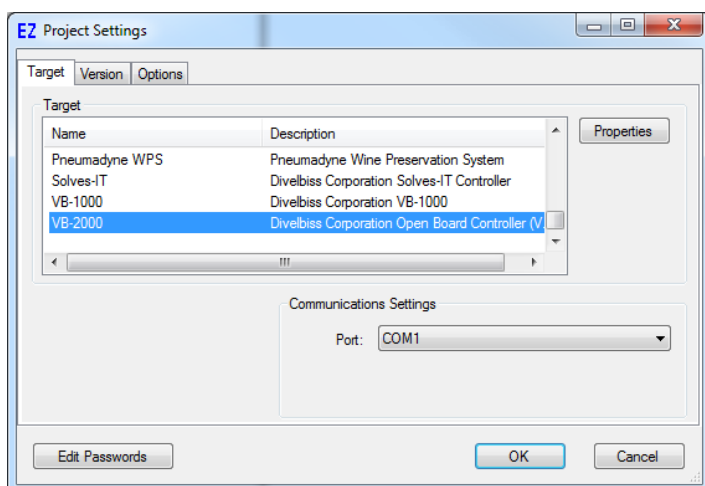 EZ Project Settings
Target Version Options
Target
Name Description
Properties
Pneumadyne WPS Pneumadyne Wine Preservation System
Solves-IT Divelbiss Corporation Solves-IT Controller
VB-1000 Divelbiss Corporation VB-1000
VB-2000 Divelbiss Corporation Open Board Controller (V.
Communications Settings
Port: COM1
Edit Passwords OK Cancel